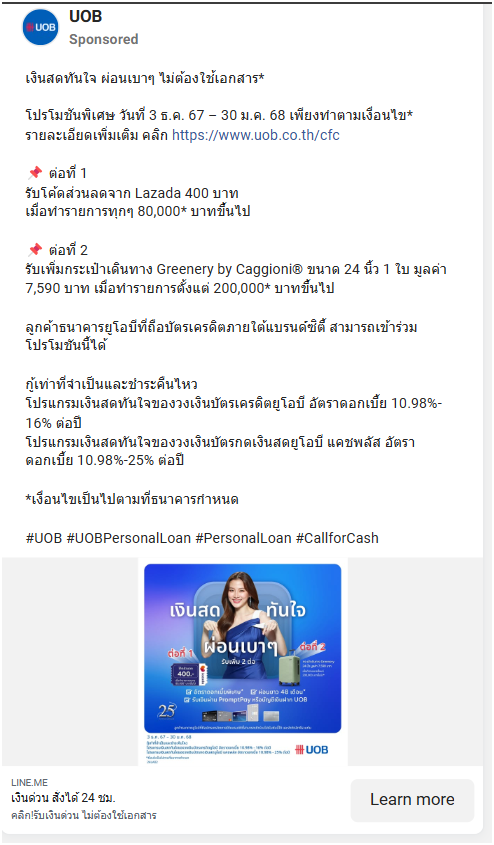 UOB
UOB
Sponsored
เงินสดทันใจ ผ่อนเบาๆ ไม่ต้องใช้เอกสาร*
โปรโมชันพิเศษ วันที่ 3 ธ.ค. 67 – 30 ม.ค. 68 เพียงทำตามเงื่อนไข*
รายละเอียดเพิ่มเติม คลิก https://www.uob.co.th/cfc
📌 ต่อที่ 1
รับโค้ดส่วนลดจาก Lazada 400 บาท
เมื่อทำรายการทุกๆ 80,000* บาทขึ้นไป
📌 ต่อที่ 2
รับเพิ่มกระเป๋าเดินทาง Greenery by Caggioni® ขนาด 24 นิ้ว 1 ใบ มูลค่า
7,590 บาท เมื่อทำรายการตั้งแต่ 200,000* บาทขึ้นไป
ลูกค้าธนาคารยูโอบีที่ถือบัตรเครดิตภายใต้แบรนด์ซิตี้ สามารถเข้าร่วม
โปรโมชันนี้ได้
กู้เท่าที่จำเป็นและชำระคืนไหว
โปรแกรมเงินสดทันใจของวงเงินบัตรเครดิตยูโอบี อัตราดอกเบี้ย 10.98%-
16% ต่อปี
โปรแกรมเงินสดทันใจของวงเงินบัตรกดเงินสดยูโอบี แคชพลัส อัตรา
ดอกเบี้ย 10.98%-25% ต่อปี
*เงื่อนไขเป็นไปตามที่ธนาคารกำหนด
#UOB #UOBPersonalLoan #PersonalLoan #CallforCash
เงินสด ทันใจ
ผ่อนเบาๆ
รับเพิ่ม 2 ต่อ
ต่อที่ 1
ต่อที่ 2
400.-
อัตราดอกเบี้ยพิเศษ* ผ่อนยาว 48 เดือน*
รับเงินผ่าน PromptPay หรือบัญชีเงินฝาก UOB
25
3 ธ.ค. 67 - 30 ม.ค. 68
UOB
LINE.ME
เงินด่วน สั่งได้ 24 ชม.
คลิก!รับเงินด่วน ไม่ต้องใช้เอกสาร
Learn more